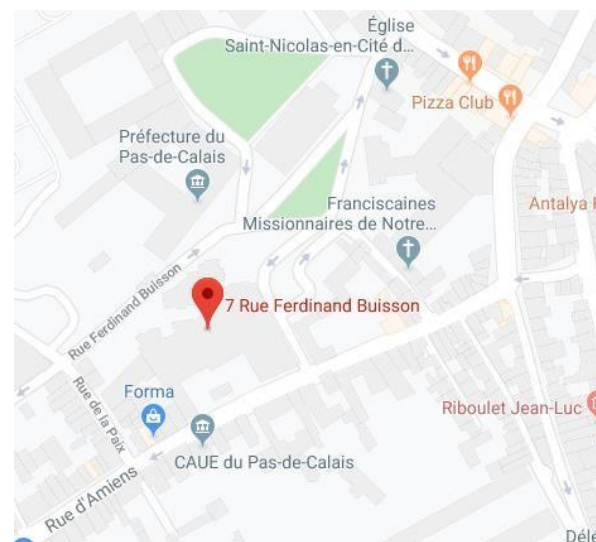 Église
Saint-Nicolas-en-Cité d...
Pizza Club
Préfecture du
Pas-de-Calais
Franciscaines
Missionnaires de Notre...
Antalya
Rue Ferdinand Buisson
7 Rue Ferdinand Buisson
Rue de la Paix
Forma
Riboulet Jean-Luc
CAUE du Pas-de-Calais
Rue d'Amiens
Délé